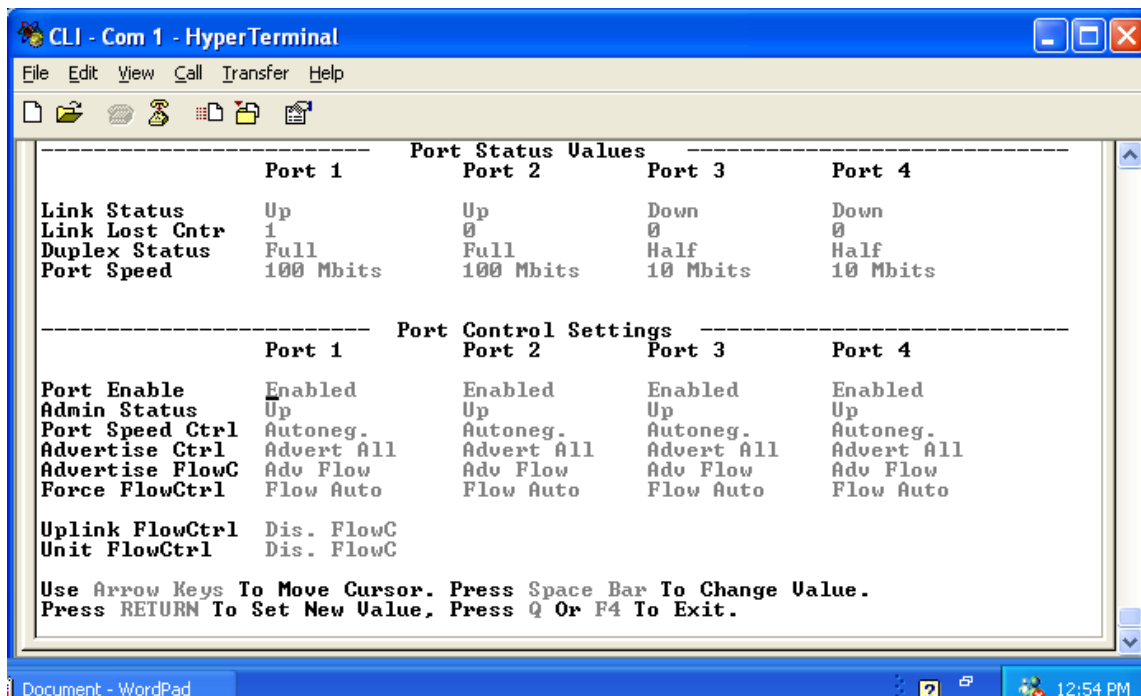 CLI - Com 1 - HyperTerminal
File Edit View Call Transfer Help
-------------------------- Port Status Values -----------------------------
Port 1 Port 2 Port 3 Port 4
Link Status Up Up Down Down
Link Lost Cntr 1 0 0 0
Duplex Status Full Full Half Half
Port Speed 100 Mbits 100 Mbits 10 Mbits 10 Mbits
-------------------------- Port Control Settings -----------------------------
Port 1 Port 2 Port 3 Port 4
Port Enable Enabled Enabled Enabled Enabled
Admin Status Up Up Up Up
Port Speed Ctrl Autoneg. Autoneg. Autoneg. Autoneg.
Advertise Ctrl Advert All Advert All Advert All Advert All
Advertise FlowC Adv Flow Adv Flow Adv Flow Adv Flow
Force FlowCtrl Flow Auto Flow Auto Flow Auto Flow Auto
Uplink FlowCtrl Dis. FlowC
Unit FlowCtrl Dis. FlowC
Use Arrow Keys To Move Cursor. Press Space Bar To Change Value.
Press RETURN To Set New Value, Press Q Or F4 To Exit.
Document - WordPad
12:54 PM